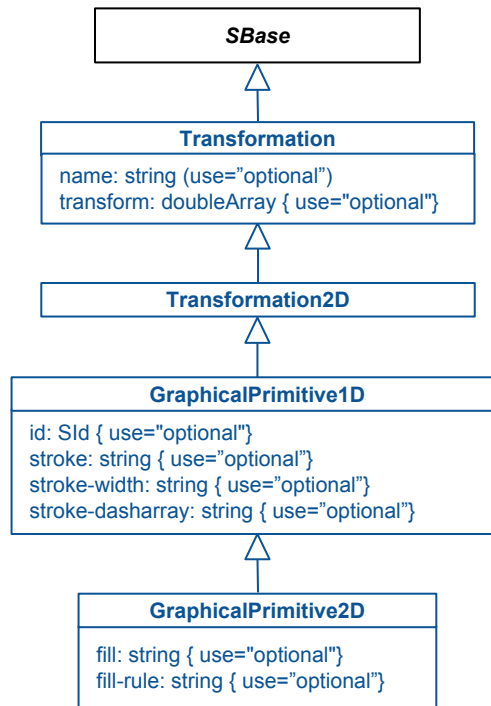 SBase
Transformation
name: string (use=”optional”)
transform: doubleArray { use="optional"}
Transformation2D
GraphicalPrimitive1D
id: SId { use="optional"}
stroke: string { use=”optional”}
stroke-width: string { use=”optional”}
stroke-dasharray: string { use=”optional”}
GraphicalPrimitive2D
fill: string { use="optional"}
fill-rule: string { use=”optional”}